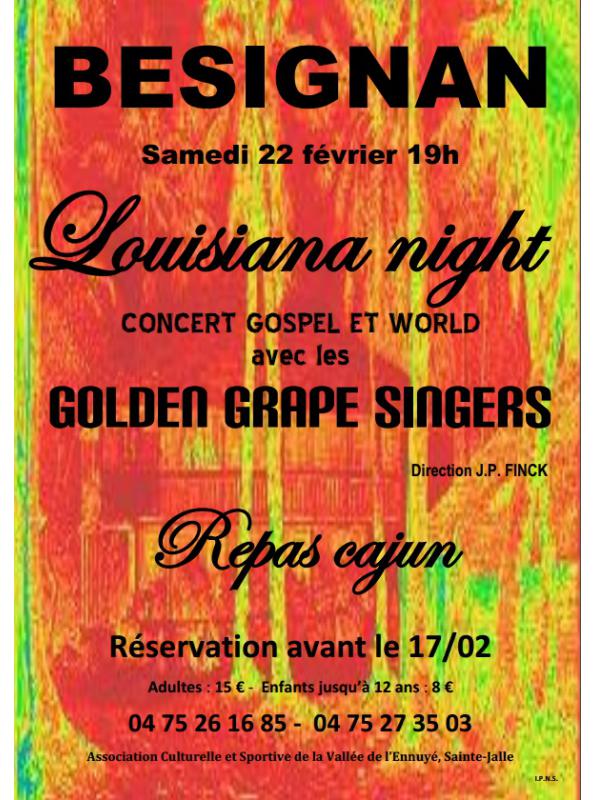 BESIGNAN
Samedi 22 février 19h
Louisiana night
CONCERT GOSPEL ET WORLD
avec les
GOLDEN GRAPE SINGERS
Direction J.P. FINCK
Repas cajun
Réservation avant le 17/02
Adultes : 15 € - Enfants jusqu'à 12 ans : 8 €
04 75 26 16 85 - 04 75 27 35 03
Association Culturelle et Sportive de la Vallée de l'Ennuyé, Sainte-Jalle
I.P.N.S.